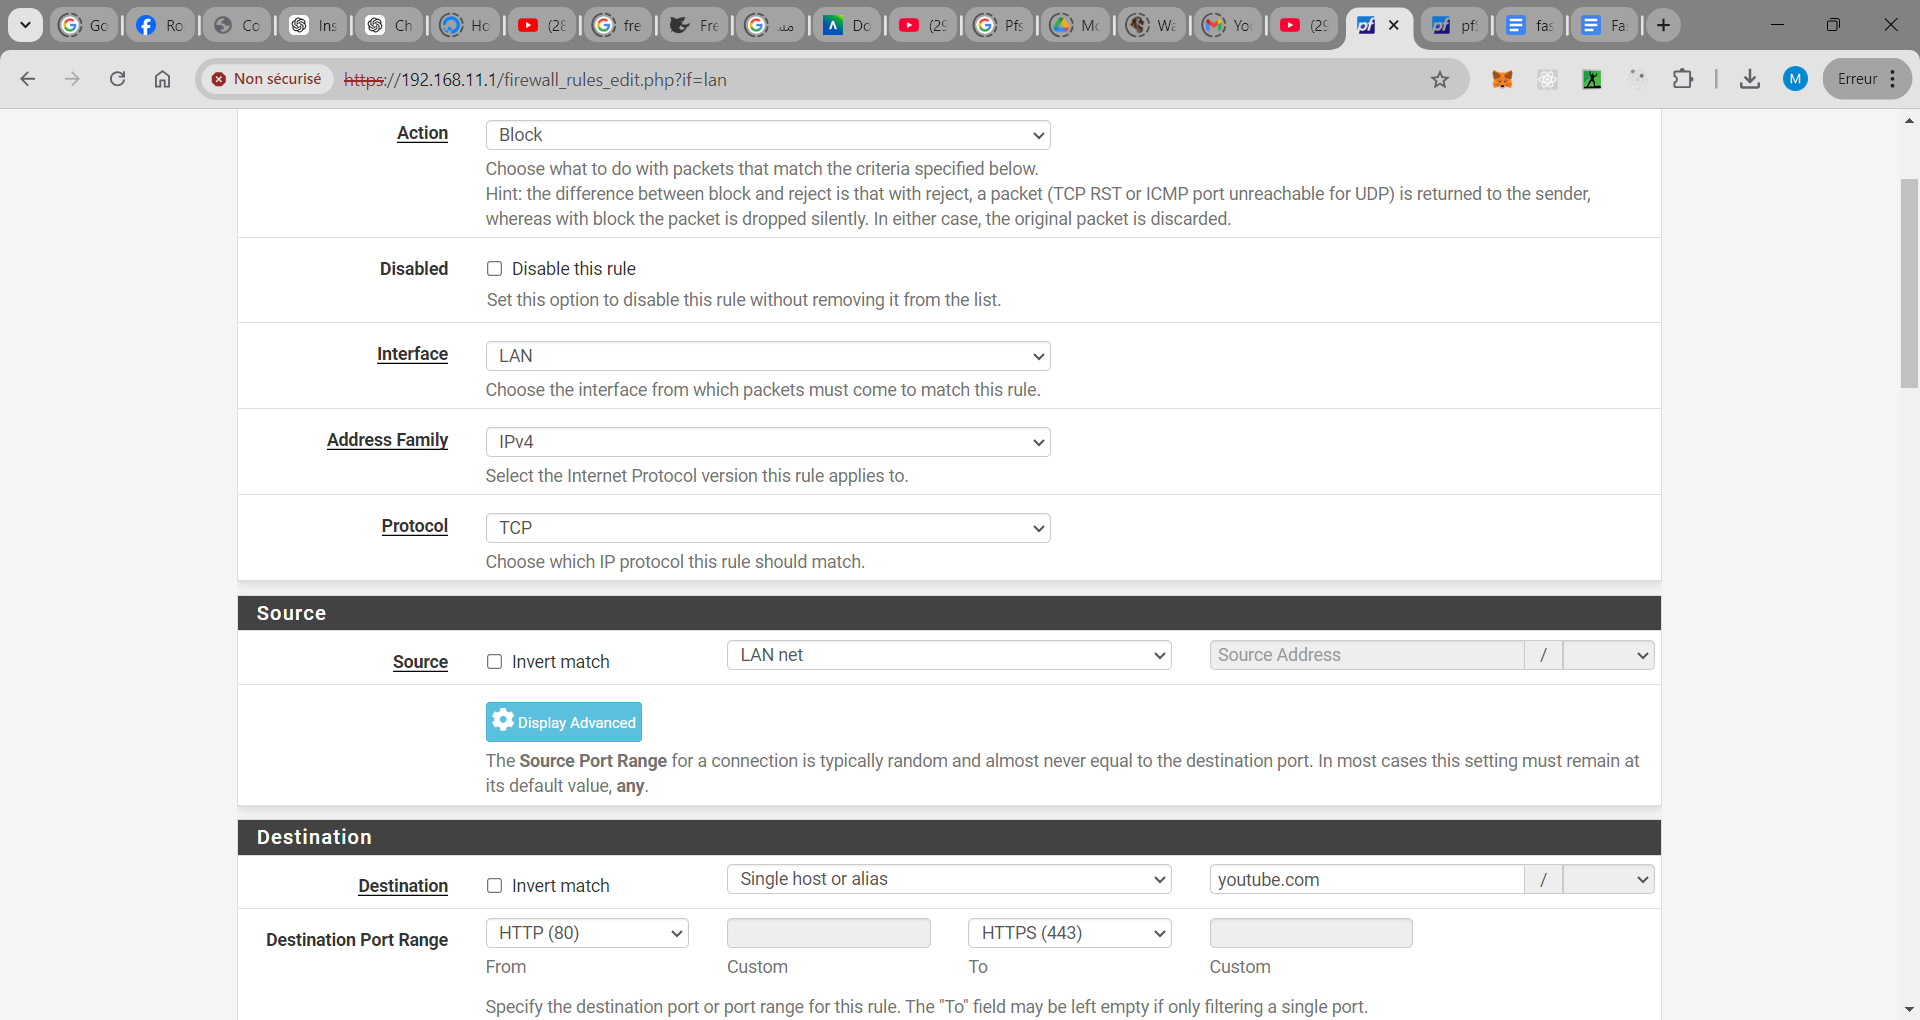 Go
Ro
Co
Ins
Ch
Ho
(28
fre
Fre
Do
(29
Pfs
Mc
Wa
You
(29
pfS
fas
Fas
Non sécurisé
https://192.168.11.1/firewall_rules_edit.php?if=lan
M
Erreur
Action
Block
Choose what to do with packets that match the criteria specified below.
Hint: the difference between block and reject is that with reject, a packet (TCP RST or ICMP port unreachable for UDP) is returned to the sender,
whereas with block the packet is dropped silently. In either case, the original packet is discarded.
Disabled
Disable this rule
Set this option to disable this rule without removing it from the list.
Interface
LAN
Choose the interface from which packets must come to match this rule.
Address Family
IPv4
Select the Internet Protocol version this rule applies to.
Protocol
TCP
Choose which IP protocol this rule should match.
Source
Source
Invert match
LAN net
Source Address
/
Display Advanced
The Source Port Range for a connection is typically random and almost never equal to the destination port. In most cases this setting must remain at
its default value, any.
Destination
Destination
Invert match
Single host or alias
youtube.com
/
Destination Port Range
HTTP (80)
HTTPS (443)
From
Custom
To
Custom
Specify the destination port or port range for this rule. The "To" field may be left empty if only filtering a single port.